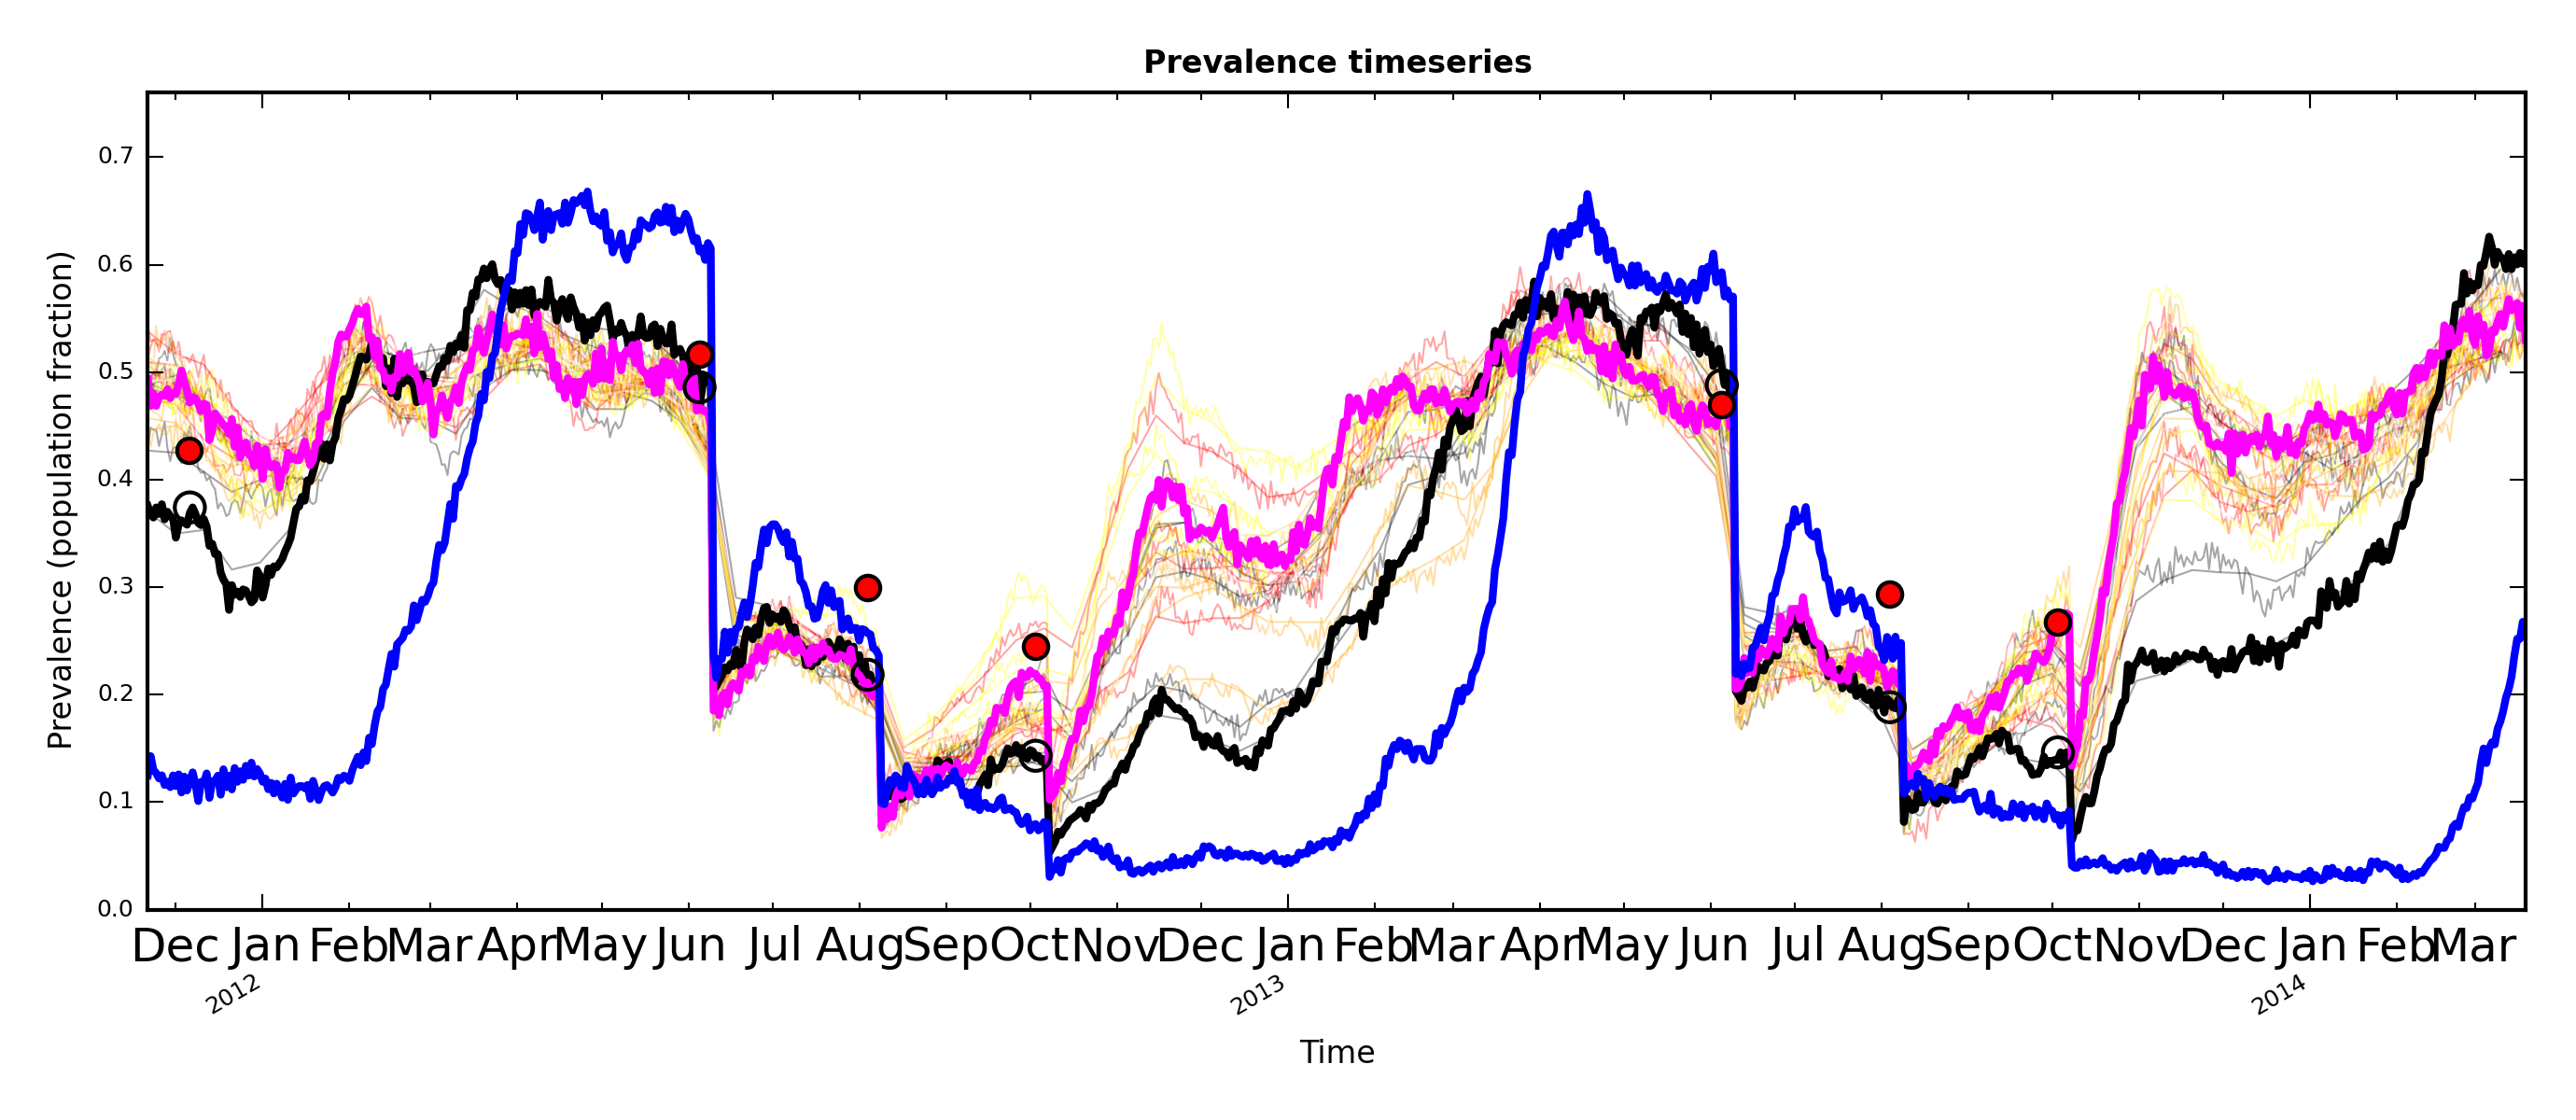 Prevalence timeseries
Prevalence (population fraction)
0.7
0.6
0.5
0.4
0.3
0.2
0.1
0.0
Dec Jan Feb Mar Apr May Jun Jul Aug Sep Oct Nov Dec Jan Feb Mar Apr May Jun Jul Aug Sep Oct Nov Dec Jan Feb Mar
2012 2013 2014
Time